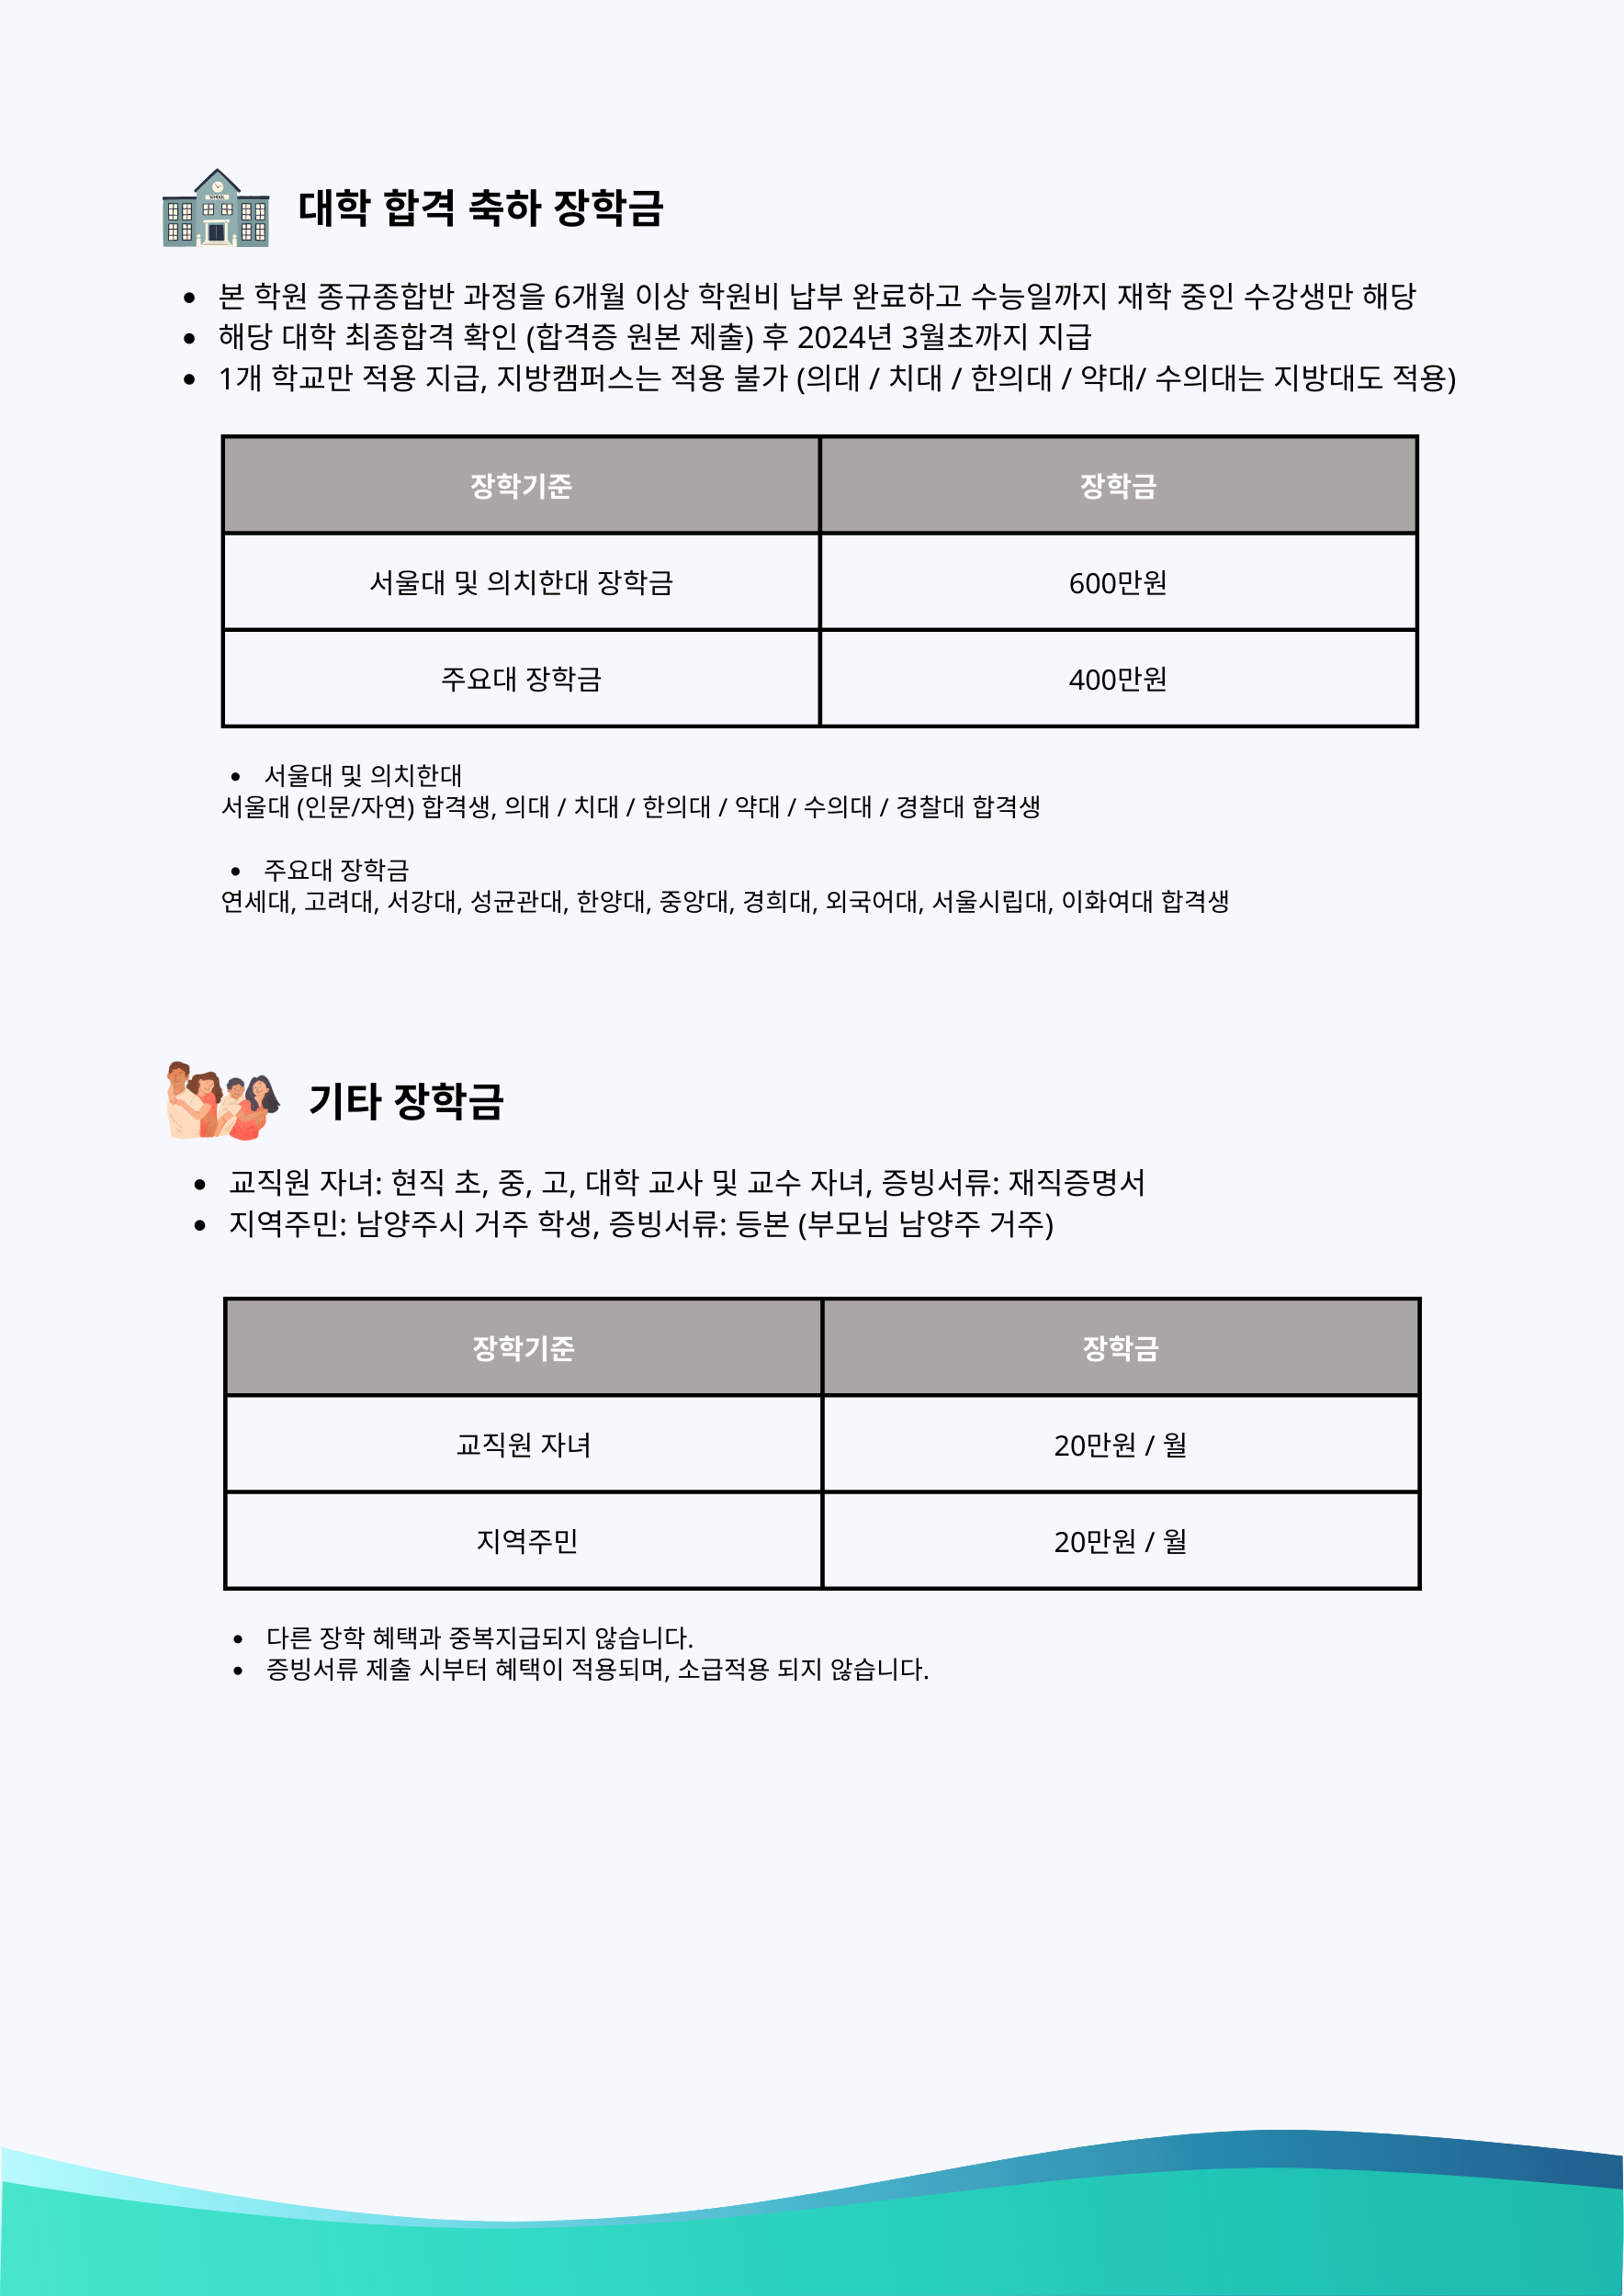 대학 합격 축하 장학금
• 본 학원 종규종합반 과정을 6개월 이상 학원비 납부 완료하고 수능일까지 재학 중인 수강생만 해당
• 해당 대학 최종합격 확인 (합격증 원본 제출) 후 2024년 3월초까지 지급
• 1개 학교만 적용 지급, 지방캠퍼스는 적용 불가 (의대 / 치대 / 한의대 / 약대/ 수의대는 지방대도 적용)
장학기준 장학금
서울대 및 의치한대 장학금 600만원
주요대 장학금 400만원
• 서울대 및 의치한대
서울대 (인문/자연) 합격생, 의대 / 치대 / 한의대 / 약대 / 수의대 / 경찰대 합격생
• 주요대 장학금
연세대, 고려대, 서강대, 성균관대, 한양대, 중앙대, 경희대, 외국어대, 서울시립대, 이화여대 합격생
기타 장학금
• 교직원 자녀: 현직 초, 중, 고, 대학 교사 및 교수 자녀, 증빙서류: 재직증명서
• 지역주민: 남양주시 거주 학생, 증빙서류: 등본 (부모님 남양주 거주)
장학기준 장학금
교직원 자녀 20만원 / 월
지역주민 20만원 / 월
• 다른 장학 혜택과 중복지급되지 않습니다.
• 증빙서류 제출 시부터 혜택이 적용되며, 소급적용 되지 않습니다.